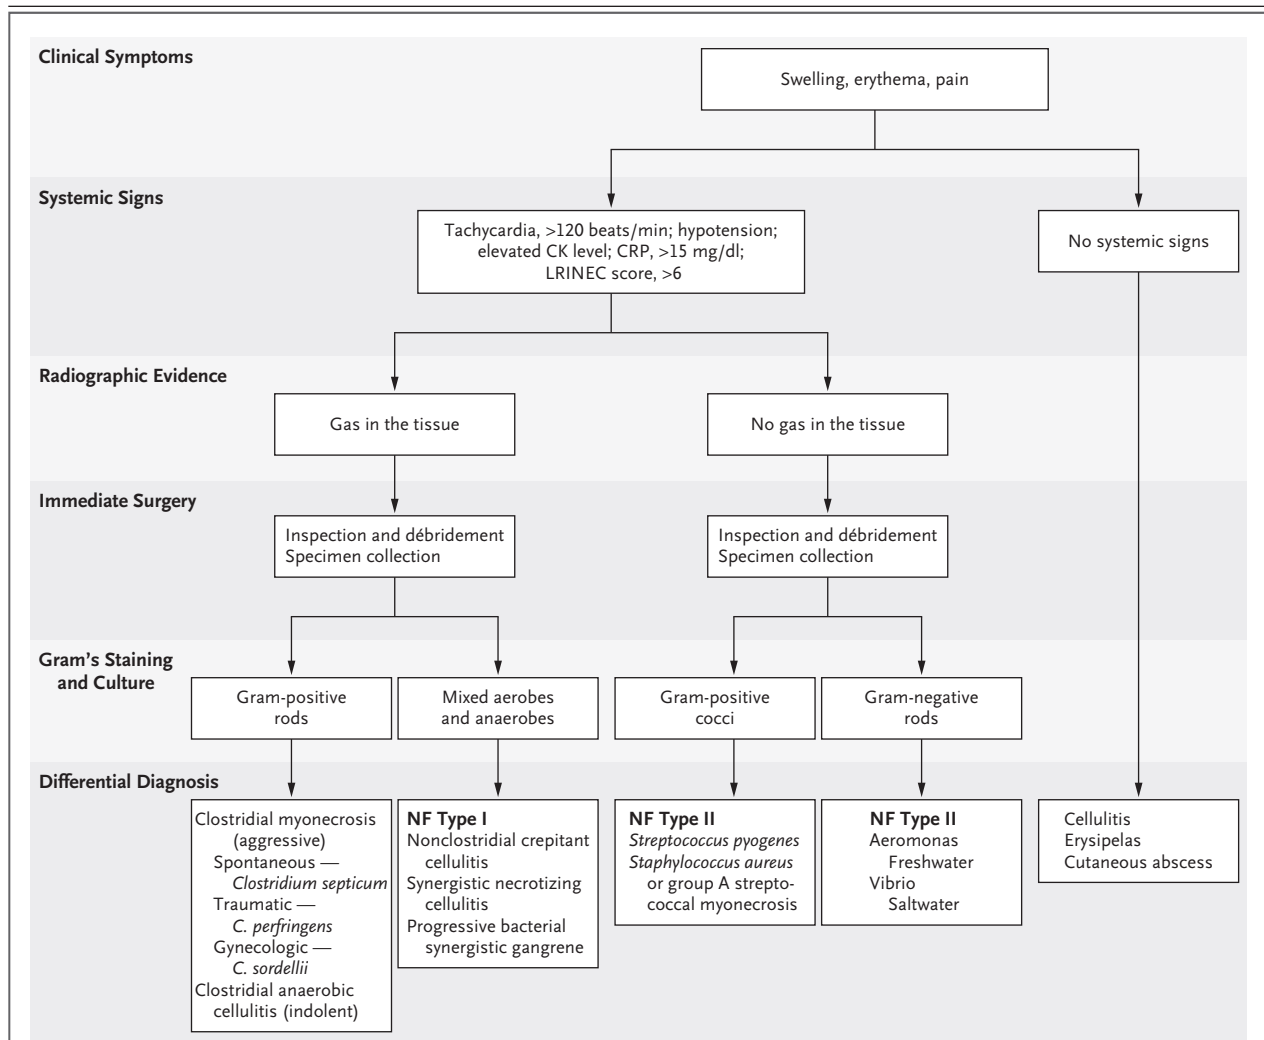 Clinical Symptoms
Swelling, erythema, pain
Systemic Signs
Tachycardia, >120 beats/min; hypotension;
elevated CK level; CRP, >15 mg/dl;
LRINEC score, >6
No systemic signs
Radiographic Evidence
Gas in the tissue
No gas in the tissue
Immediate Surgery
Inspection and débridement
Specimen collection
Inspection and débridement
Specimen collection
Gram's Staining
and Culture
Gram-positive
rods
Mixed aerobes
and anaerobes
Gram-positive
cocci
Gram-negative
rods
Differential Diagnosis
Clostridial myonecrosis
(aggressive)
Spontaneous —
Clostridium septicum
Traumatic —
C. perfringens
Gynecologic —
C. sordellii
Clostridial anaerobic
cellulitis (indolent)
NF Type I
Nonclostridial crepitant
cellulitis
Synergistic necrotizing
cellulitis
Progressive bacterial
synergistic gangrene
NF Type II
Streptococcus pyogenes
Staphylococcus aureus
or group A strepto-
coccal myonecrosis
NF Type II
Aeromonas
Freshwater
Vibrio
Saltwater
Cellulitis
Erysipelas
Cutaneous abscess